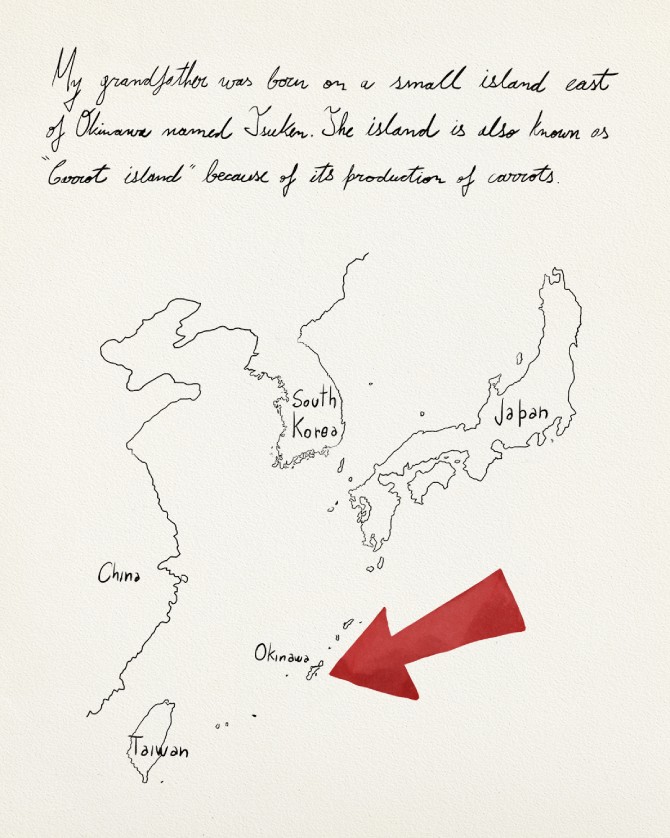 My grandfather was born on a small island east
of Okinawa named Tsuken. The island is also known as
"Carrot island" because of its production of carrots.
South
Korea
Japan
China
Okinawa
Taiwan